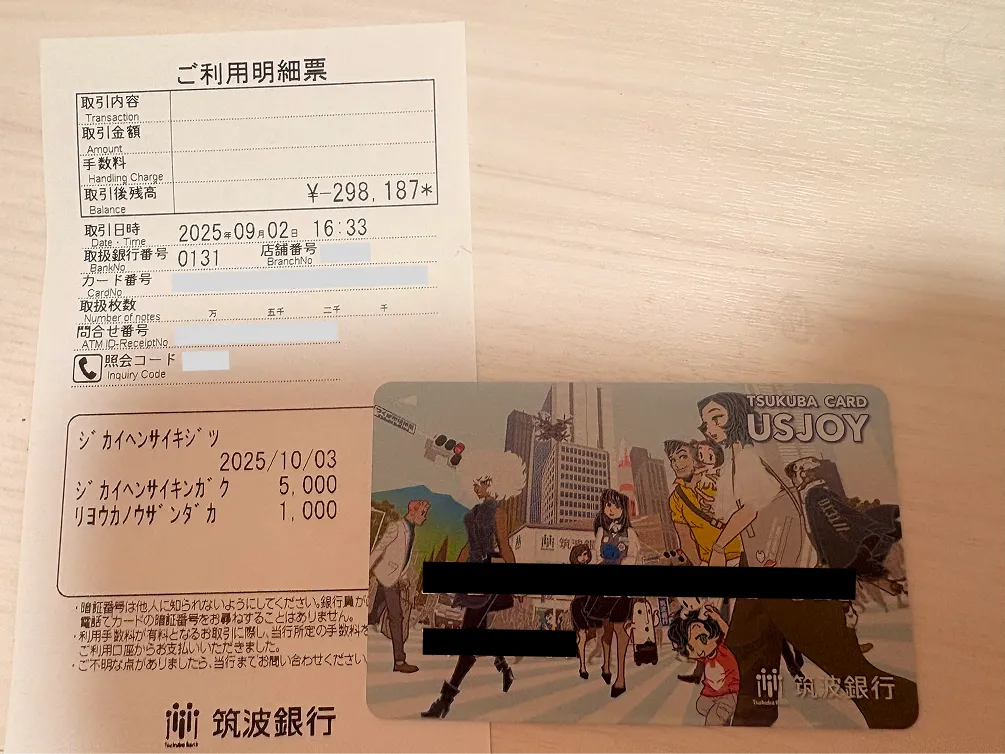 ご利用明細票
取引内容
Transaction
取引金額
Amount
手数料
Handling Charge
取引後残高 ¥-298,187*
Balance
取引日時 2025年09月02日 16:33
Date・Time
取扱銀行番号 0131 店舗番号
BankNo BranchNo
カード番号
CardNo
取扱枚数 万 五千 二千 千
Number of notes
問合せ番号
ATM ID-ReceiptNo
照会コード
Inquiry Code
ジカイヘンサイキジツ
2025/10/03
ジカイヘンサイキンガク 5,000
リヨウカノウザンダカ 1,000
・暗証番号は他人に知られないようにしてください。銀行員が
電話でカードの暗証番号をお尋ねすることはありません。
・利用手数料が有料となるお取引に際し、当行所定の手数料を
ご利用口座からお支払いいただきました。
・ご不明な点がありましたら、当行までお問い合わせください
Tsukuba Bank
筑波銀行
TSUKUBA CARD
USJOY
筑波銀
Tsukuba Bank
筑波銀行